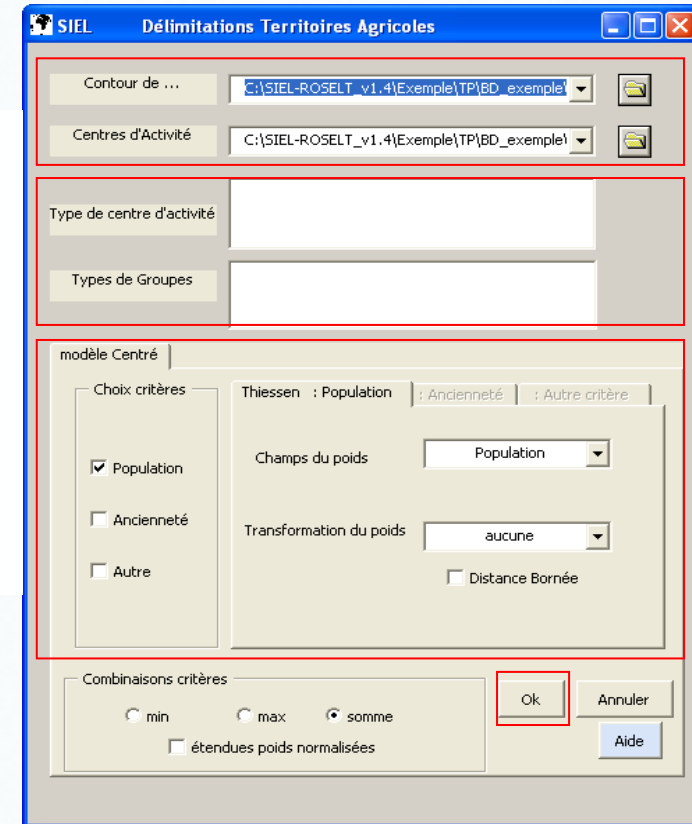 SIEL Délimitations Territoires Agricoles
Contour de ...
C:\SIEL-ROSELT_v1.4\Exemple\TP\BD_exemple\
Centres d'Activité
C:\SIEL-ROSELT_v1.4\Exemple\TP\BD_exemple\
Type de centre d'activité
Types de Groupes
modèle Centré
Choix critères
Thiessen : Population
: Ancienneté
: Autre critère
Population
Ancienneté
Autre
Champs du poids
Population
Transformation du poids
aucune
Distance Bornée
Combinaisons critères
min
max
somme
étendues poids normalisées
Ok
Annuler
Aide